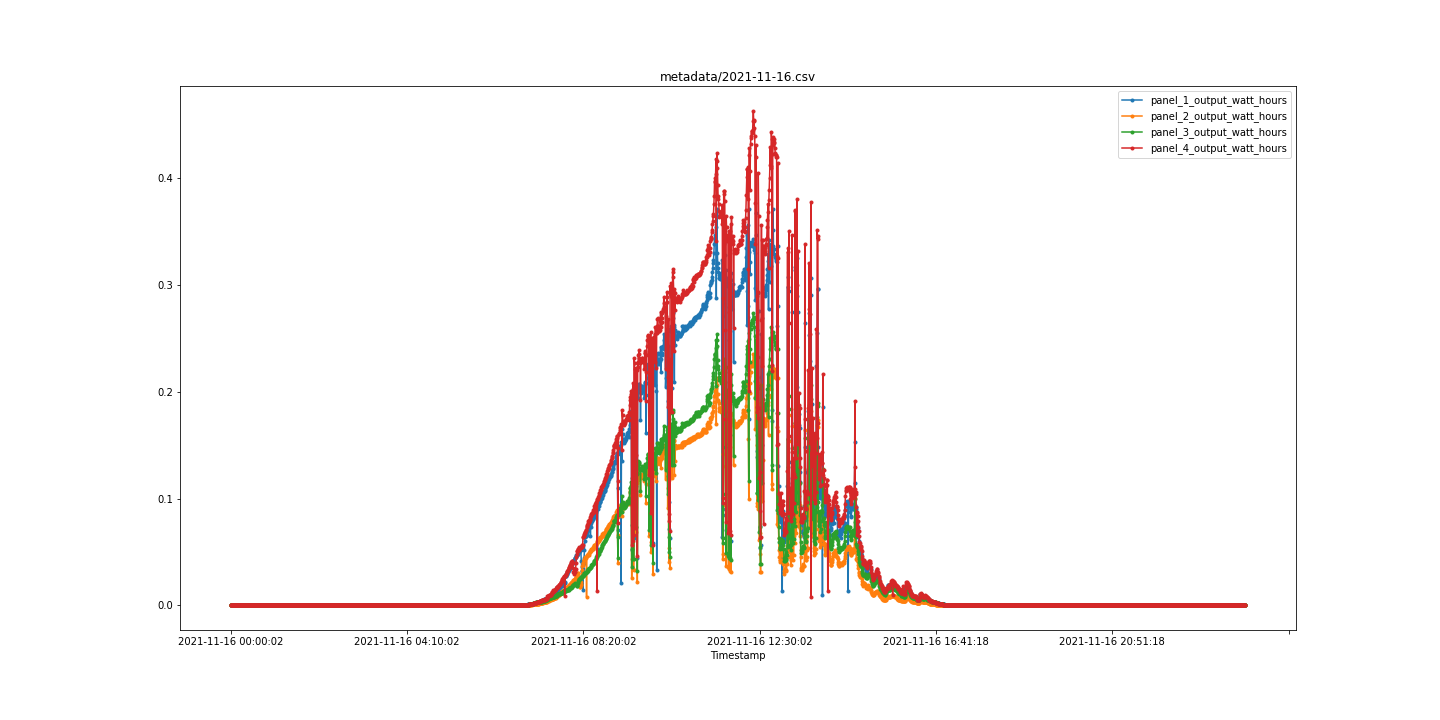 metadata/2021-11-16.csv
panel_1_output_watt_hours
panel_2_output_watt_hours
panel_3_output_watt_hours
panel_4_output_watt_hours
0.4
0.3
0.2
0.1
0.0
2021-11-16 00:00:02 2021-11-16 04:10:02 2021-11-16 08:20:02 2021-11-16 12:30:02 2021-11-16 16:41:18 2021-11-16 20:51:18
Timestamp